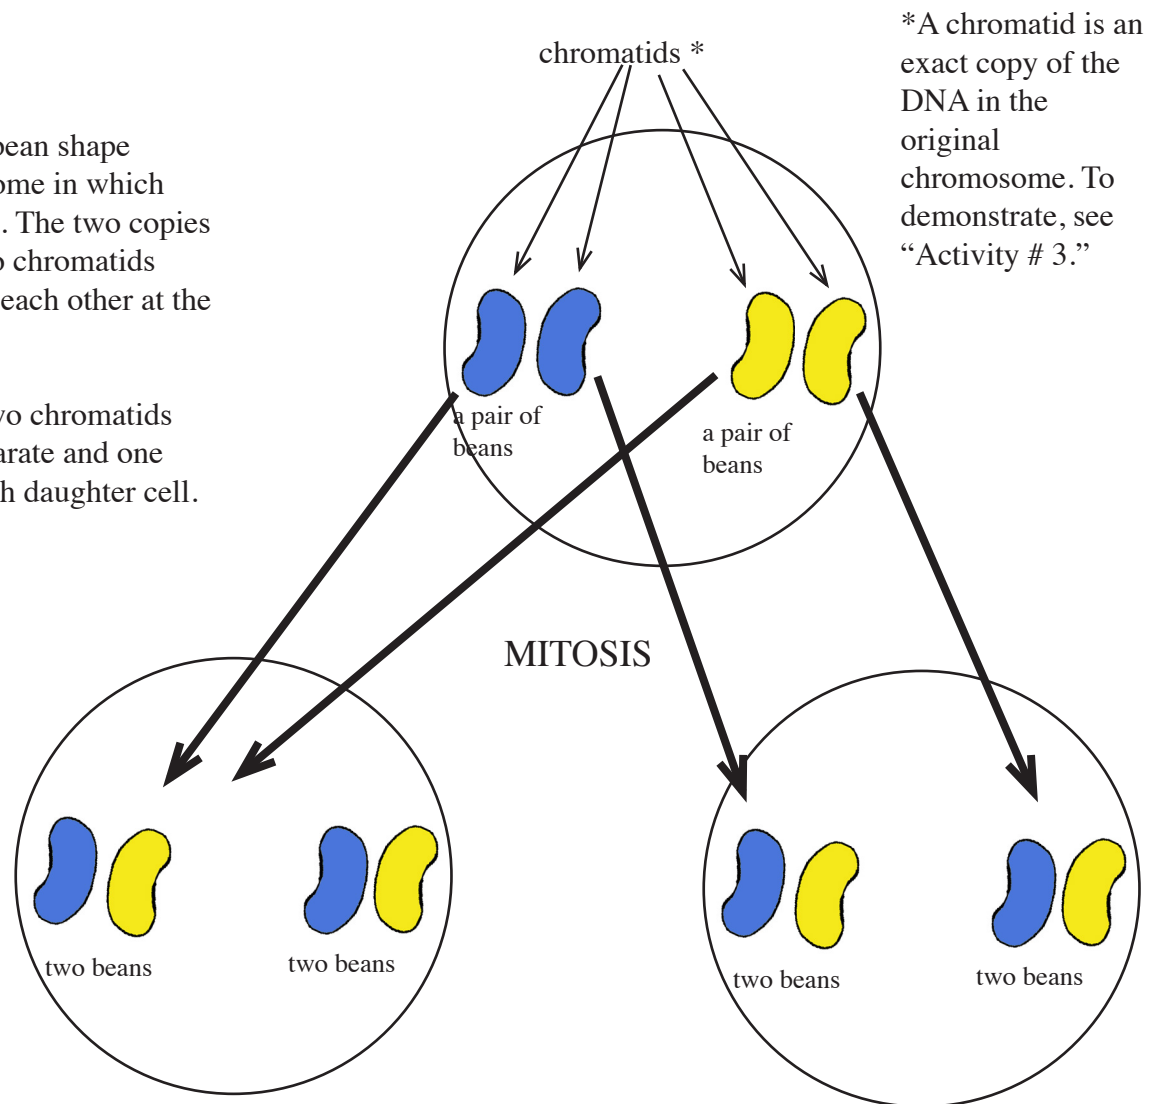 chromatids *
*A chromatid is an
exact copy of the
DNA in the
original
chromosome. To
demonstrate, see
“Activity # 3.”
bean shape
ome in which
. The two copies
o chromatids
each other at the
chromatids
arate and one
h daughter cell.
a pair of
beans
a pair of
beans
MITOSIS
two beans
two beans
two beans
two beans